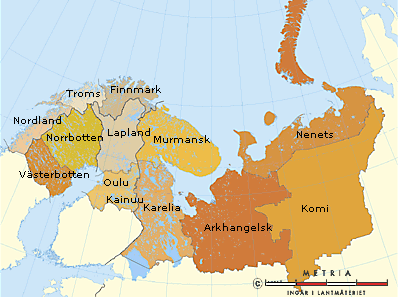 Finnmark
Troms
Nordland
Norrbotten
Lapland
Murmansk
Nenets
Västerbotten
Oulu
Kainuu
Karelia
Komi
Arkhangelsk
© METRIA
INGÅR I LANTMÄTERIET